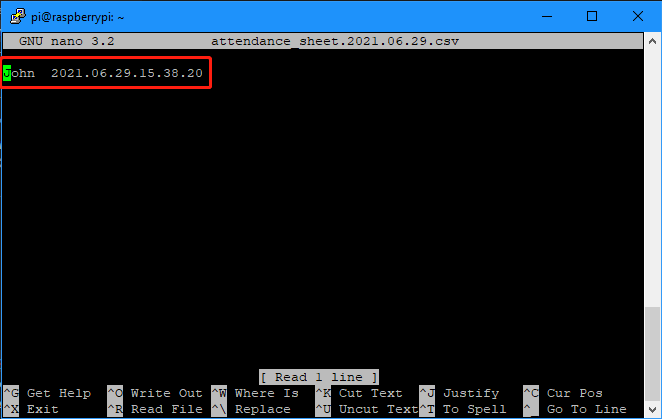 pi@raspberrypi: ~
GNU nano 3.2 attendance_sheet.2021.06.29.csv
John 2021.06.29.15.38.20
[ Read 1 line ]
^G Get Help ^O Write Out ^W Where Is ^K Cut Text ^J Justify ^C Cur Pos
^X Exit ^R Read File ^\ Replace ^U Uncut Text ^T To Spell ^_ Go To Line